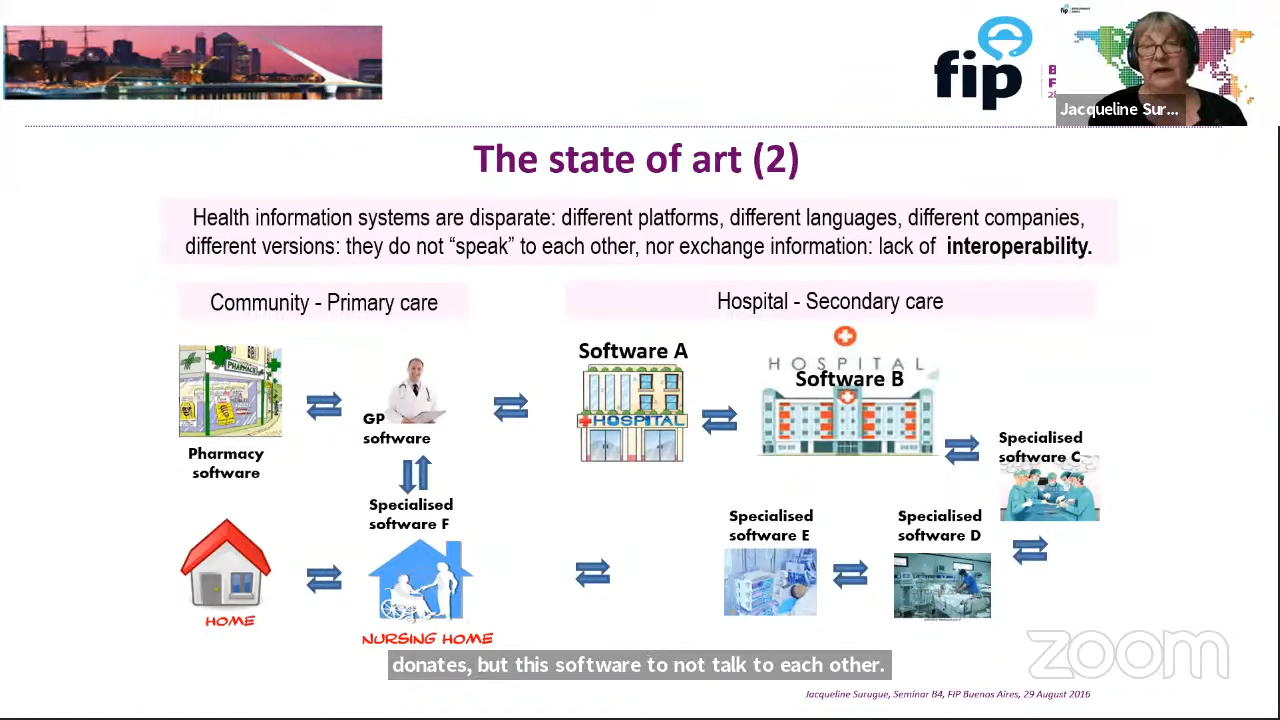 fip
Jacqueline Sur...
The state of art (2)
Health information systems are disparate: different platforms, different languages, different companies,
different versions: they do not “speak” to each other, nor exchange information: lack of interoperability.
Community - Primary care
Hospital - Secondary care
PHARMACY
Pharmacy
software
GP
software
Software A
HOSPITAL
HOSPITAL
Software B
Specialised
software C
Specialised
software F
Specialised
software E
Specialised
software D
HOME
NURSING HOME
donates, but this software to not talk to each other.
zoom
Jacqueline Surugue, Seminar B4, FIP Buenos Aires, 29 August 2016